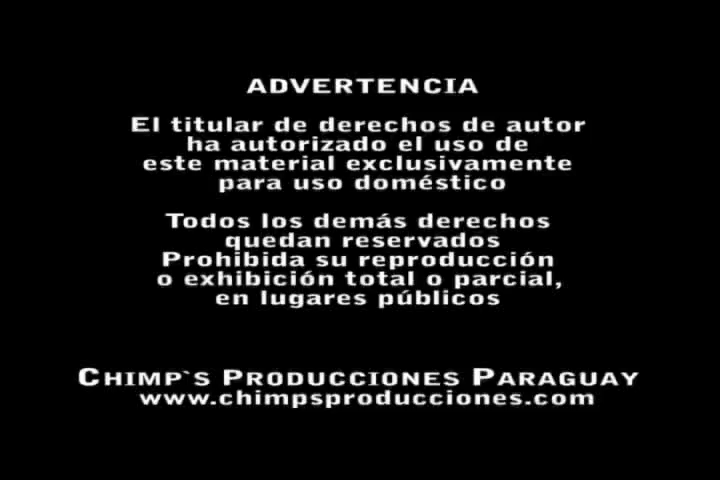 ADVERTENCIA
El titular de derechos de autor
ha autorizado el uso de
este material exclusivamente
para uso doméstico
Todos los demás derechos
quedan reservados
Prohibida su reproducción
o exhibición total o parcial,
en lugares públicos
CHIMP`S PRODUCCIONES PARAGUAY
www.chimpsproducciones.com